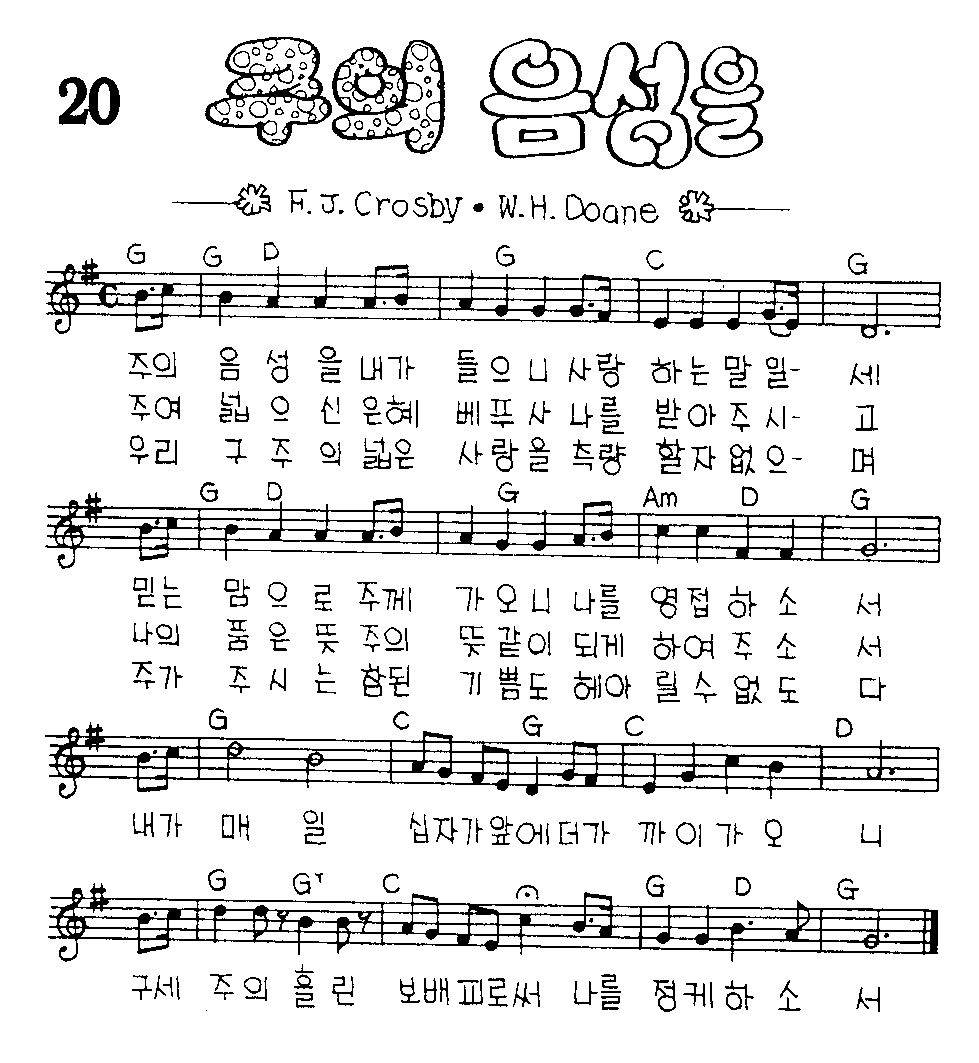 20 주의 음성을
F. J. Crosby • W. H. Doane
G G D G C G
주의 음 성 을 내가 들 으 니 사랑 하는 말 일- 세
주여 넓 으 신 은혜 베 푸 사 나를 받아 주 시- 고
우리 구 주 의 넓은 사 랑 을 측량 할 자 없 으- 며
G D G Am D G
믿는 맘 으 로 주께 가 오 니 나를 영 접 하 소 서
나의 품 은 뜻 주의 뜻 같 이 되게 하 여 주 소 서
주가 주 시 는 참된 기 쁨 도 헤아 릴 수 없 도 다
G C G C D
내가 매 일 십자가앞에더가 까 이 가 오 니
G G7 C G D G
구세 주 의 흘 린 보배피로써 나를 정 케 하 소 서